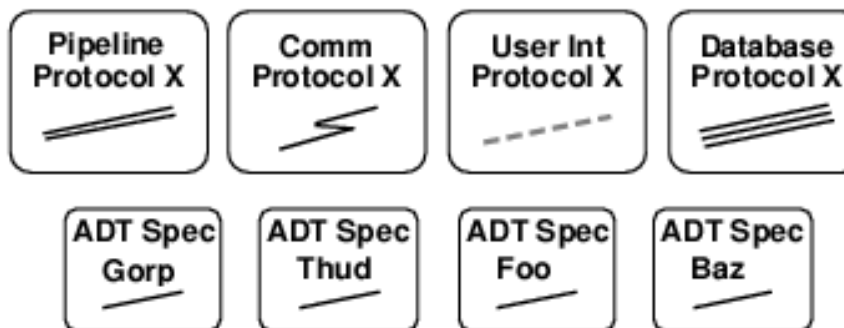 Pipeline
Protocol X
Comm
Protocol X
User Int
Protocol X
Database
Protocol X
ADT Spec
Gorp
ADT Spec
Thud
ADT Spec
Foo
ADT Spec
Baz